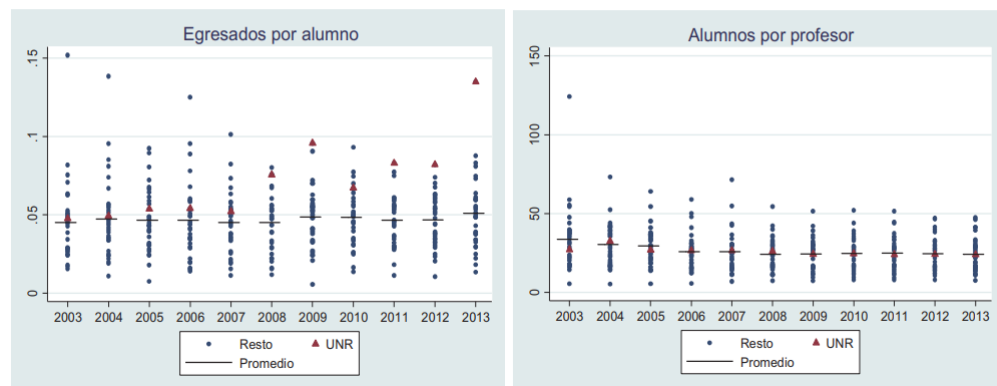 Egresados por alumno
.15
.1
.05
0
2003 2004 2005 2006 2007 2008 2009 2010 2011 2012 2013
Resto UNR
Promedio
Alumnos por profesor
150
100
50
0
2003 2004 2005 2006 2007 2008 2009 2010 2011 2012 2013
Resto UNR
Promedio